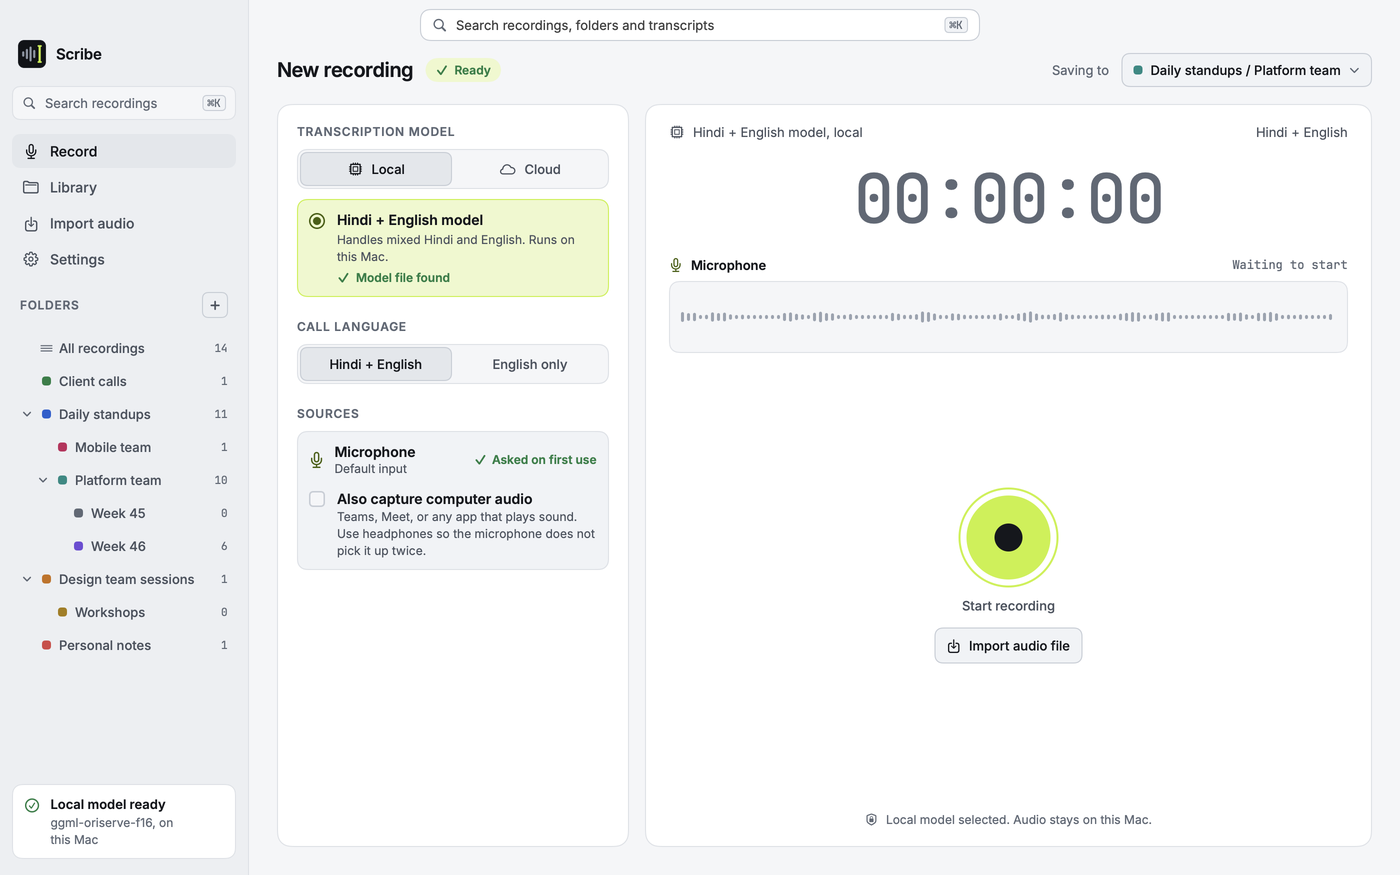 Search recordings, folders and transcripts ⌘K
Scribe
Search recordings ⌘K
Record
Library
Import audio
Settings
FOLDERS
All recordings 14
Client calls 1
Daily standups 11
Mobile team 1
Platform team 10
Week 45 0
Week 46 6
Design team sessions 1
Workshops 0
Personal notes 1
Local model ready
ggml-oriserve-f16, on
this Mac
New recording Ready
Saving to Daily standups / Platform team
TRANSCRIPTION MODEL
Local Cloud
Hindi + English model
Handles mixed Hindi and English. Runs on
this Mac.
Model file found
CALL LANGUAGE
Hindi + English English only
SOURCES
Microphone
Default input
Asked on first use
Also capture computer audio
Teams, Meet, or any app that plays sound.
Use headphones so the microphone does not
pick it up twice.
Hindi + English model, local Hindi + English
00:00:00
Microphone Waiting to start
Start recording
Import audio file
Local model selected. Audio stays on this Mac.